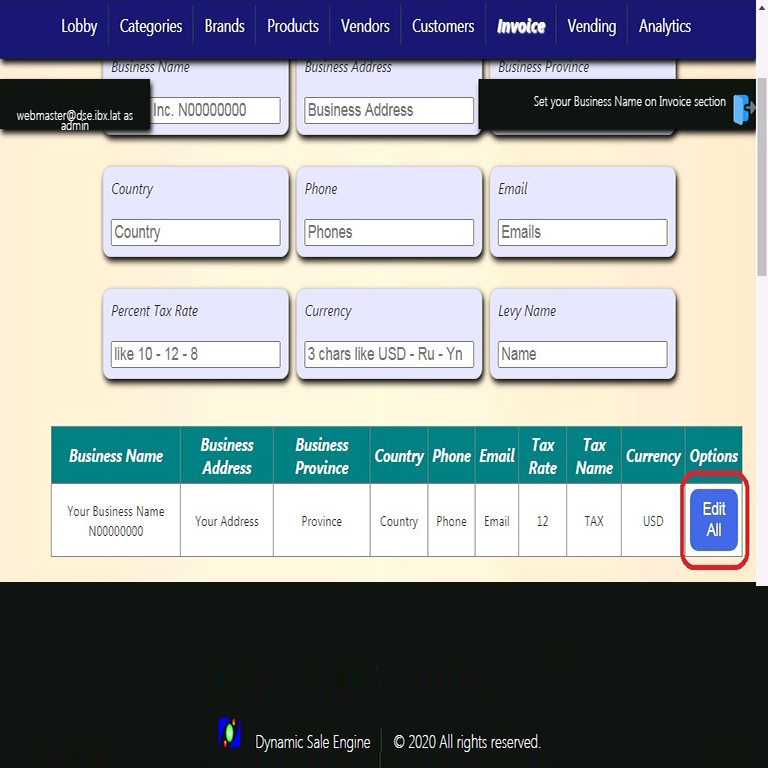 Lobby Categories Brands Products Vendors Customers Invoice Vending Analytics
Business Name Business Address Business Province
webmaster@dse.ibx.lat as
admin
Inc. N00000000 Business Address
Set your Business Name on Invoice section
Country Phone Email
Country Phones Emails
Percent Tax Rate Currency Levy Name
like 10 - 12 - 8 3 chars like USD - Ru - Yn Name
Business Name Business Address Business Province Country Phone Email Tax Rate Tax Name Currency Options
Your Business Name N00000000 Your Address Province Country Phone Email 12 TAX USD Edit All
Dynamic Sale Engine © 2020 All rights reserved.